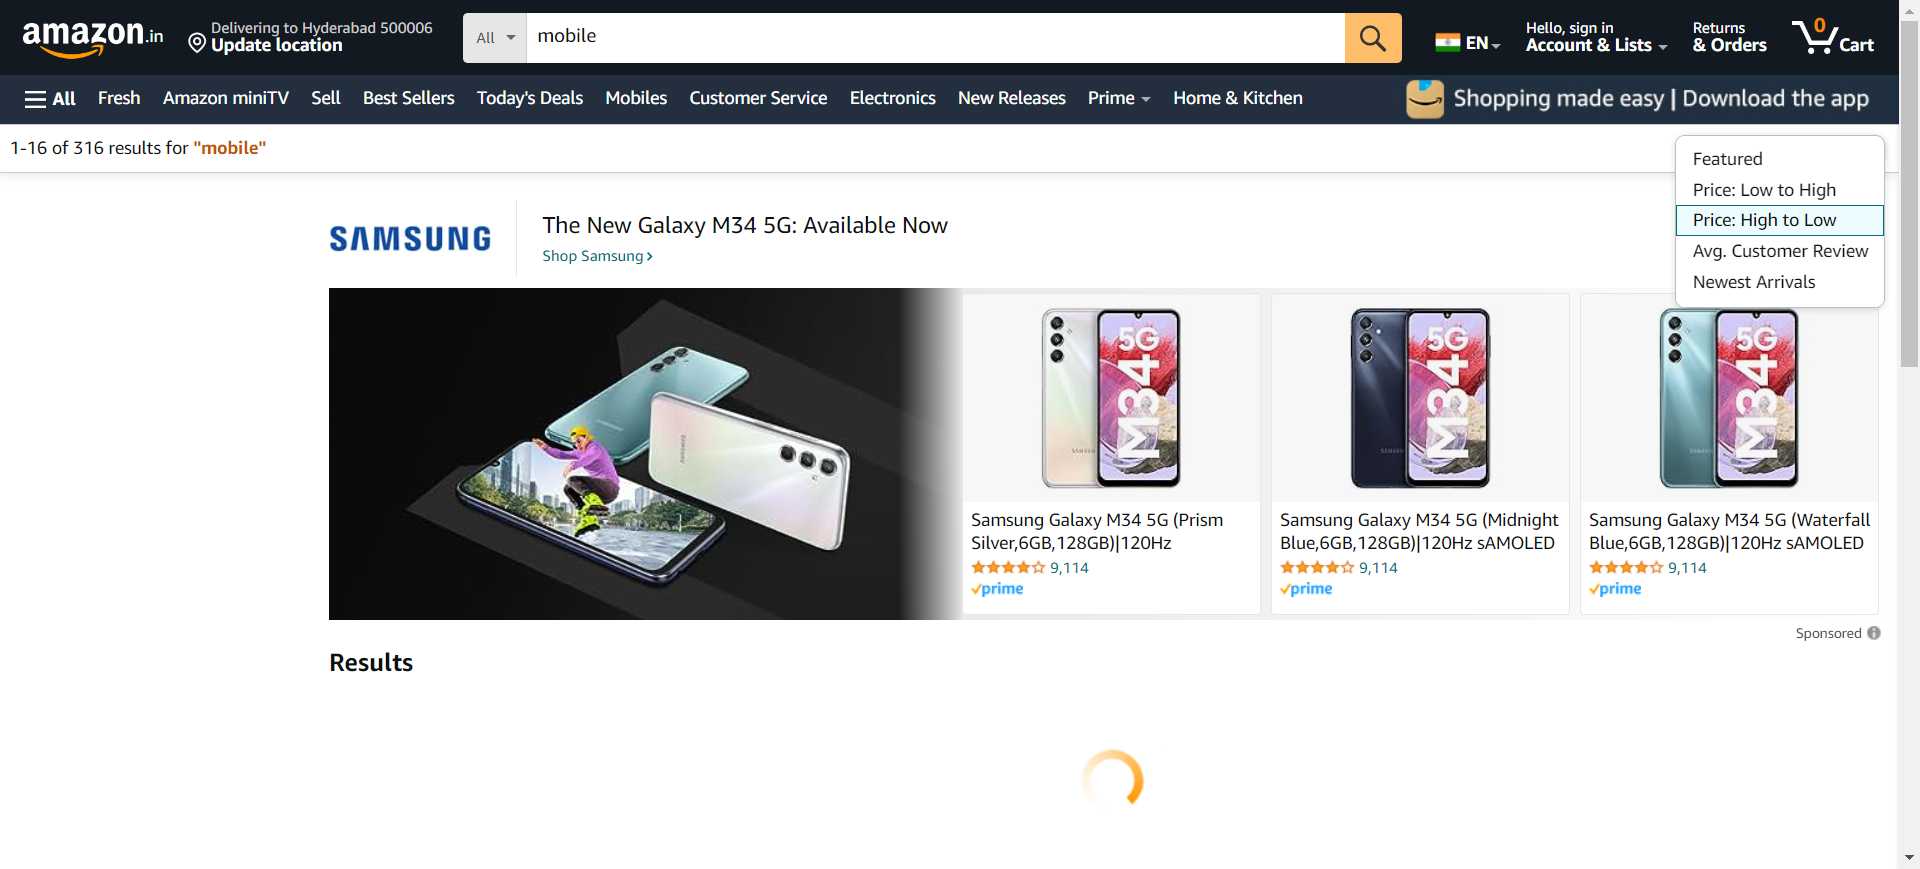 amazon.in
Delivering to Hyderabad 500006
Update location
All
mobile
EN
Hello, sign in
Account & Lists
Returns
& Orders
0
Cart
All
Fresh
Amazon miniTV
Sell
Best Sellers
Today's Deals
Mobiles
Customer Service
Electronics
New Releases
Prime
Home & Kitchen
Shopping made easy | Download the app
1-16 of 316 results for "mobile"
Featured
Price: Low to High
Price: High to Low
Avg. Customer Review
Newest Arrivals
SAMSUNG
The New Galaxy M34 5G: Available Now
Shop Samsung
5G
M34
SAMSUNG
5G
M34
SAMSUNG
5G
M34
SAMSUNG
Samsung Galaxy M34 5G (Prism
Silver,6GB,128GB)|120Hz
9,114
prime
Samsung Galaxy M34 5G (Midnight
Blue,6GB,128GB)|120Hz sAMOLED
9,114
prime
Samsung Galaxy M34 5G (Waterfall
Blue,6GB,128GB)|120Hz sAMOLED
9,114
prime
Sponsored
Results